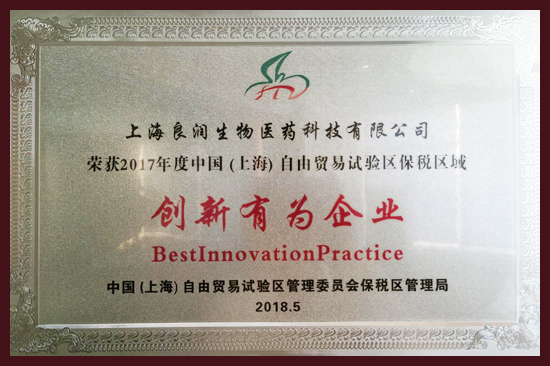 上海良润生物医药科技有限公司
荣获2017年度中国(上海)自由贸易试验区保税区域
创新有为企业
BestInnovationPractice
中国(上海)自由贸易试验区管理委员会保税区管理局
2018.5